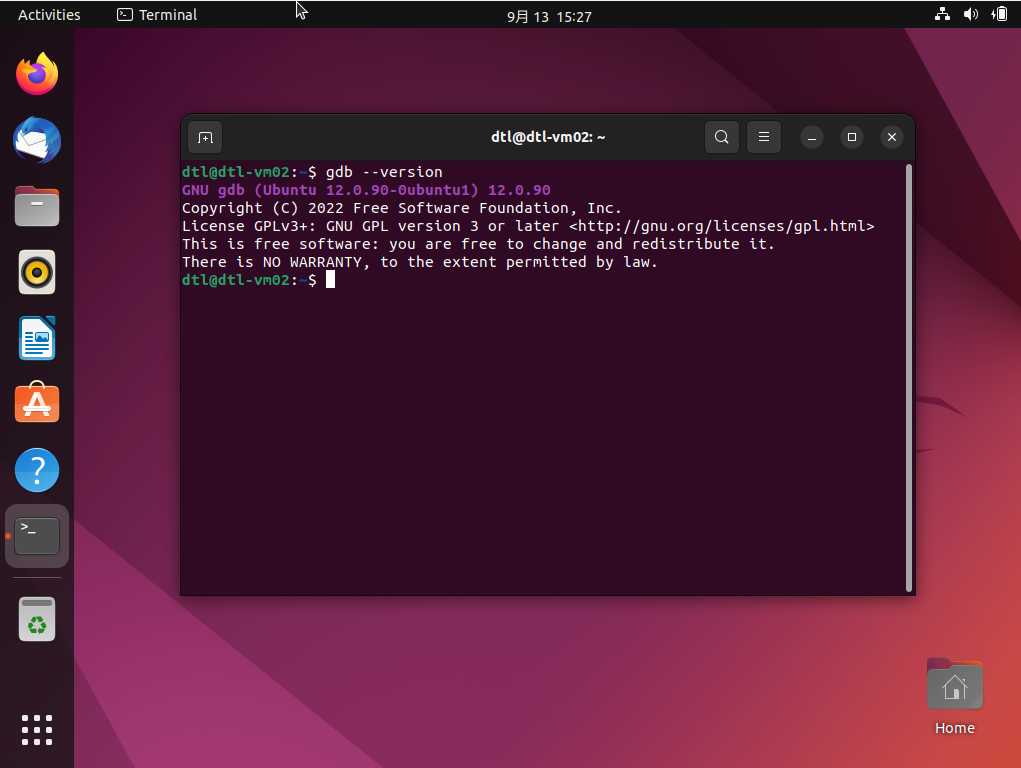 Activities
Terminal
9月 13 15:27
dtl@dtl-vm02: ~
dtl@dtl-vm02:~$ gdb --version
GNU gdb (Ubuntu 12.0.90-0ubuntu1) 12.0.90
Copyright (C) 2022 Free Software Foundation, Inc.
License GPLv3+: GNU GPL version 3 or later <http://gnu.org/licenses/gpl.html>
This is free software: you are free to change and redistribute it.
There is NO WARRANTY, to the extent permitted by law.
dtl@dtl-vm02:~$
Home